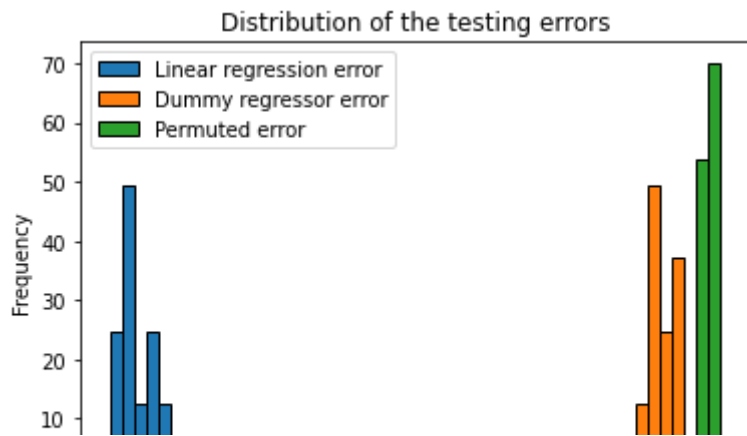 Distribution of the testing errors
Linear regression error
Dummy regressor error
Permuted error
Frequency
70
60
50
40
30
20
10